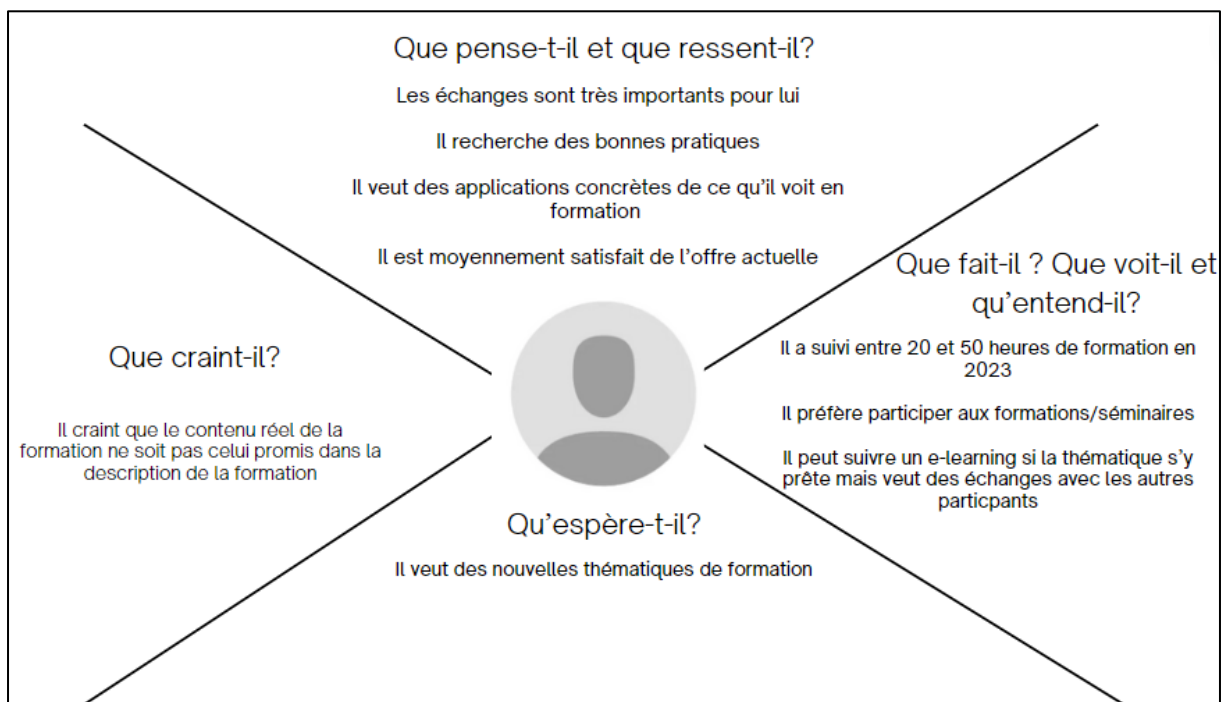 Que pense-t-il et que ressent-il?
Les échanges sont très importants pour lui
Il recherche des bonnes pratiques
Il veut des applications concrètes de ce qu'il voit en
formation
Il est moyennement satisfait de l'offre actuelle
Que fait-il ? Que voit-il et
qu'entend-il?
Il a suivi entre 20 et 50 heures de formation en
2023
Il préfère participer aux formations/séminaires
Il peut suivre un e-learning si la thématique s'y
prête mais veut des échanges avec les autres
particpants
Que craint-il?
Il craint que le contenu réel de la
formation ne soit pas celui promis dans la
description de la formation
Qu'espère-t-il?
Il veut des nouvelles thématiques de formation